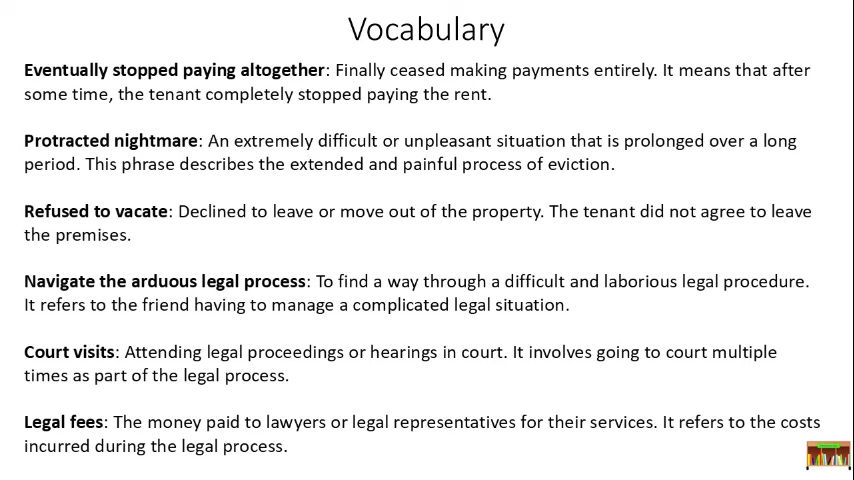 Vocabulary
Eventually stopped paying altogether: Finally ceased making payments entirely. It means that after
some time, the tenant completely stopped paying the rent.
Protracted nightmare: An extremely difficult or unpleasant situation that is prolonged over a long
period. This phrase describes the extended and painful process of eviction.
Refused to vacate: Declined to leave or move out of the property. The tenant did not agree to leave
the premises.
Navigate the arduous legal process: To find a way through a difficult and laborious legal procedure.
It refers to the friend having to manage a complicated legal situation.
Court visits: Attending legal proceedings or hearings in court. It involves going to court multiple
times as part of the legal process.
Legal fees: The money paid to lawyers or legal representatives for their services. It refers to the costs
incurred during the legal process.